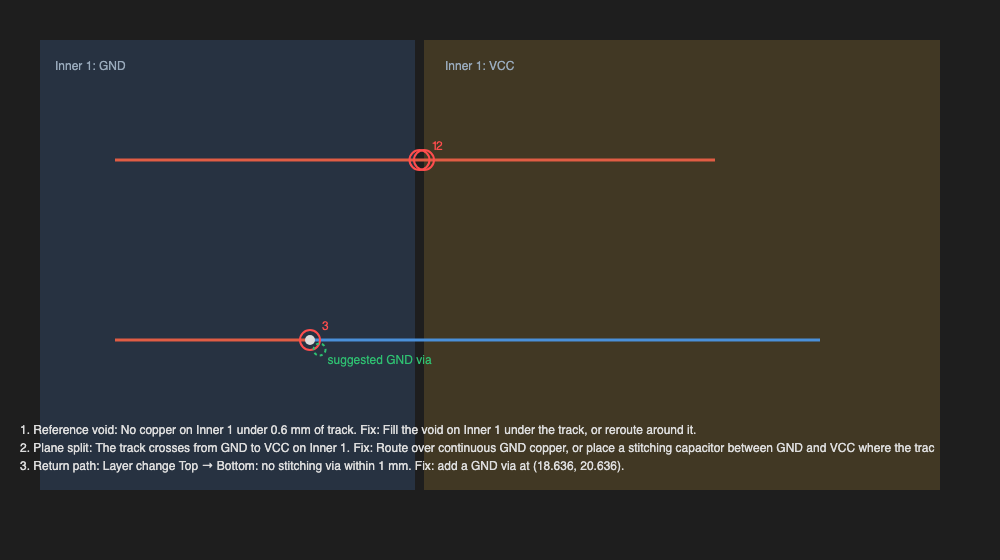 Inner 1: GND
Inner 1: VCC
12
3
suggested GND via
1. Reference void: No copper on Inner 1 under 0.6 mm of track. Fix: Fill the void on Inner 1 under the track, or reroute around it.
2. Plane split: The track crosses from GND to VCC on Inner 1. Fix: Route over continuous GND copper, or place a stitching capacitor between GND and VCC where the trac
3. Return path: Layer change Top → Bottom: no stitching via within 1 mm. Fix: add a GND via at (18.636, 20.636).